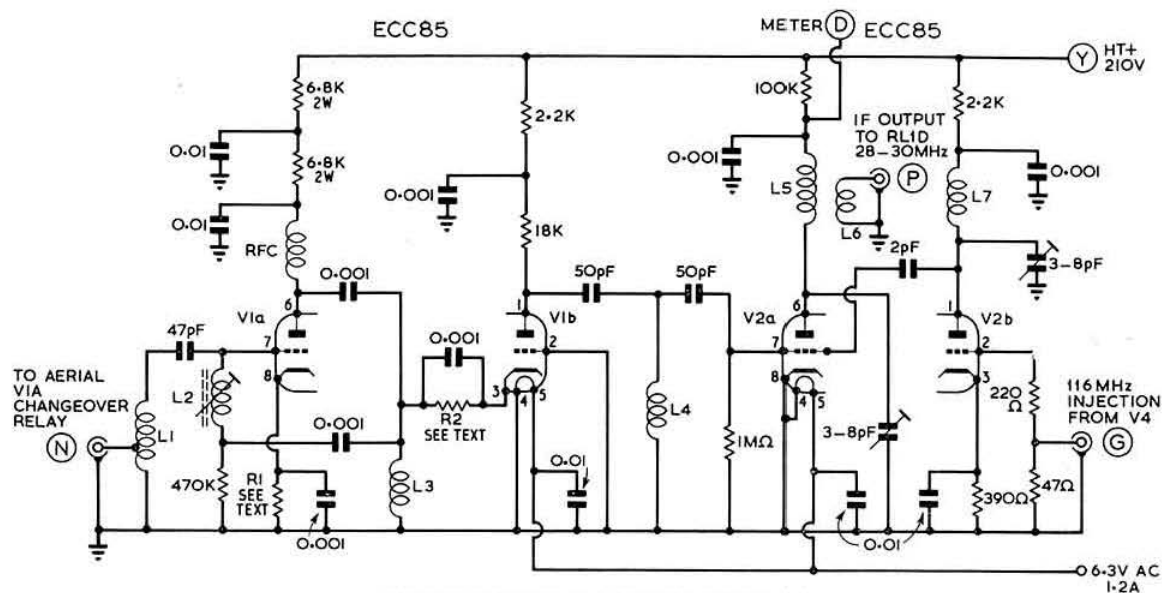 ECC85
METER D ECC85
Y HT+
210V
6·8K
2W
0·01
6·8K
2W
0·01
RFC
0·001
2·2K
0·001
18K
100K
0·001
L5
IF OUTPUT
TO RL1D
28–30MHz
P
L6
2·2K
0·001
L7
2pF
3–8pF
50pF
50pF
47pF
V1a
6
7
8
V1b
1
2
3
4
5
V2a
6
7
8
4
5
V2b
1
2
3
TO AERIAL
VIA
CHANGEOVER
RELAY
N
L1
L2
0·001
R2
SEE TEXT
0·001
L4
1MΩ
3–8pF
220
Ω
116MHz
INJECTION
FROM V4
G
470K
R1
SEE
TEXT
0·001
L3
0·01
0·01
390Ω
47Ω
6·3V AC
1·2A